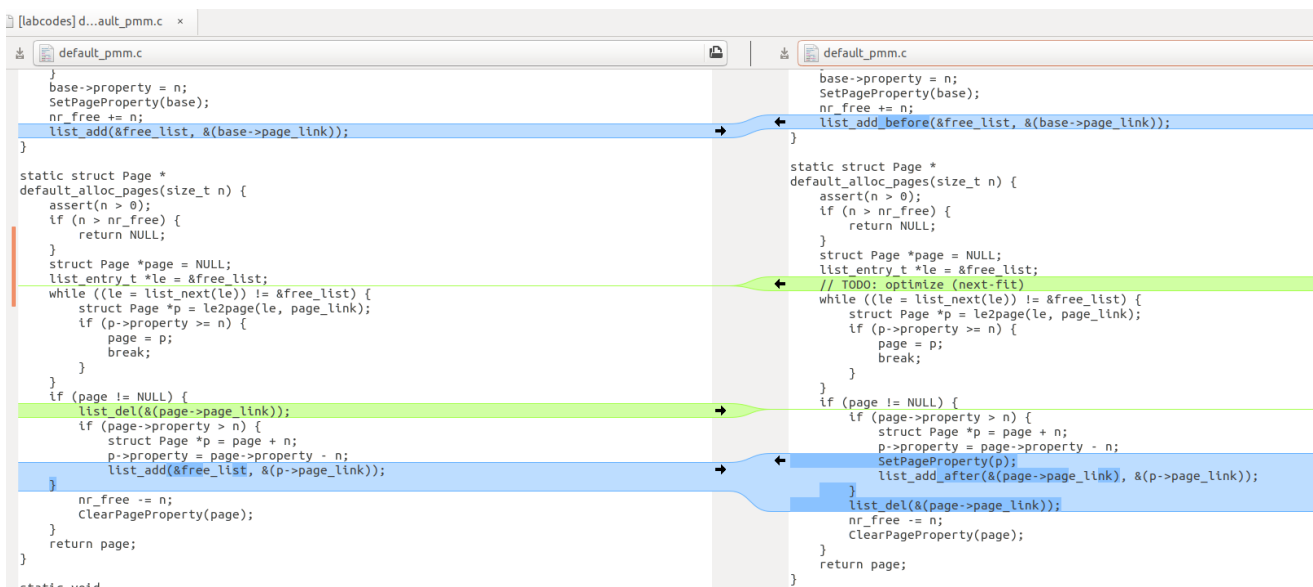 [labcodes] d...ault_pmm.c ×
default_pmm.c
    }
    base->property = n;
    SetPageProperty(base);
    nr_free += n;
    list_add(&free_list, &(base->page_link));
}
static struct Page *
default_alloc_pages(size_t n) {
    assert(n > 0);
    if (n > nr_free) {
        return NULL;
    }
    struct Page *page = NULL;
    list_entry_t *le = &free_list;
    while ((le = list_next(le)) != &free_list) {
        struct Page *p = le2page(le, page_link);
        if (p->property >= n) {
            page = p;
            break;
        }
    }
    if (page != NULL) {
        list_del(&(page->page_link));
        if (page->property > n) {
            struct Page *p = page + n;
            p->property = page->property - n;
            list_add(&free_list, &(p->page_link));
    }
        nr_free -= n;
        ClearPageProperty(page);
    }
    return page;
}
static void
default_pmm.c
    base->property = n;
    SetPageProperty(base);
    nr_free += n;
    list_add_before(&free_list, &(base->page_link));
}
static struct Page *
default_alloc_pages(size_t n) {
    assert(n > 0);
    if (n > nr_free) {
        return NULL;
    }
    struct Page *page = NULL;
    list_entry_t *le = &free_list;
    // TODO: optimize (next-fit)
    while ((le = list_next(le)) != &free_list) {
        struct Page *p = le2page(le, page_link);
        if (p->property >= n) {
            page = p;
            break;
        }
    }
    if (page != NULL) {
        if (page->property > n) {
            struct Page *p = page + n;
            p->property = page->property - n;
            SetPageProperty(p);
            list_add_after(&(page->page_link), &(p->page_link));
        }
        list_del(&(page->page_link));
        nr_free -= n;
        ClearPageProperty(page);
    }
    return page;
}